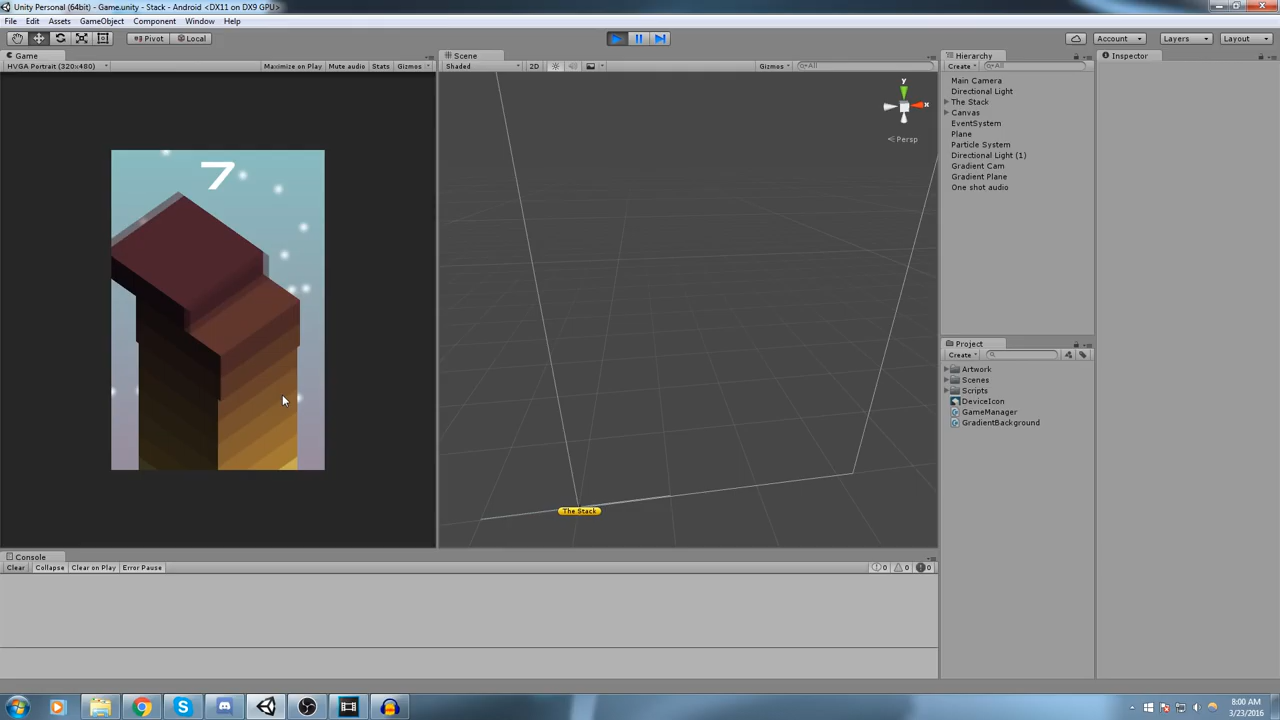 Unity Personal (64bit) - Game.unity - Stack - Android <DX11 on DX9 GPU>
File Edit Assets GameObject Component Window Help
Pivot Local Account Layers Layout
Game
HVGA Portrait (320x480) Maximize on Play Mute audio Stats Gizmos
7
Scene
Shaded 2D Gizmos All
y
x
Persp
The Stack
Hierarchy
Create All
Main Camera
Directional Light
The Stack
Canvas
EventSystem
Plane
Particle System
Directional Light (1)
Gradient Cam
Gradient Plane
One shot audio
Project
Create
Artwork
Scenes
Scripts
DeviceIcon
GameManager
GradientBackground
Inspector
Console
Clear Collapse Clear on Play Error Pause 0 0 0
8:00 AM
3/23/2016